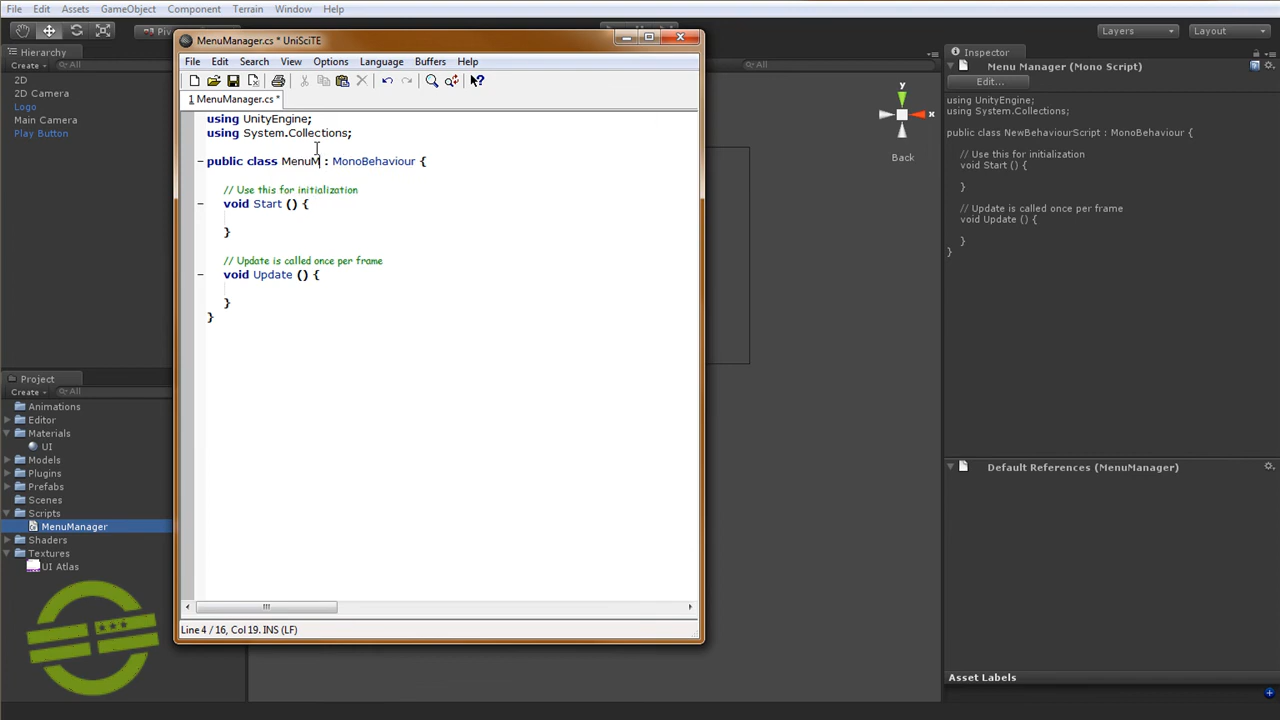 File Edit Assets GameObject Component Terrain Window Help
Layers Layout
Hierarchy
Create All
2D
2D Camera
Logo
Main Camera
Play Button
MenuManager.cs * UniSciTE
File Edit Search View Options Language Buffers Help
1 MenuManager.cs *
using UnityEngine;
using System.Collections;
public class MenuM : MonoBehaviour {
// Use this for initialization
void Start () {
}
// Update is called once per frame
void Update () {
}
}
Line 4 / 16, Col 19. INS (LF)
All
Back
x
y
Project
Create All
Animations
Editor
Materials
UI
Models
Plugins
Prefabs
Scenes
Scripts
MenuManager
Shaders
Textures
UI Atlas
Inspector
Menu Manager (Mono Script)
Edit...
using UnityEngine;
using System.Collections;
public class NewBehaviourScript : MonoBehaviour {
// Use this for initialization
void Start () {
}
// Update is called once per frame
void Update () {
}
}
Default References (MenuManager)
Asset Labels